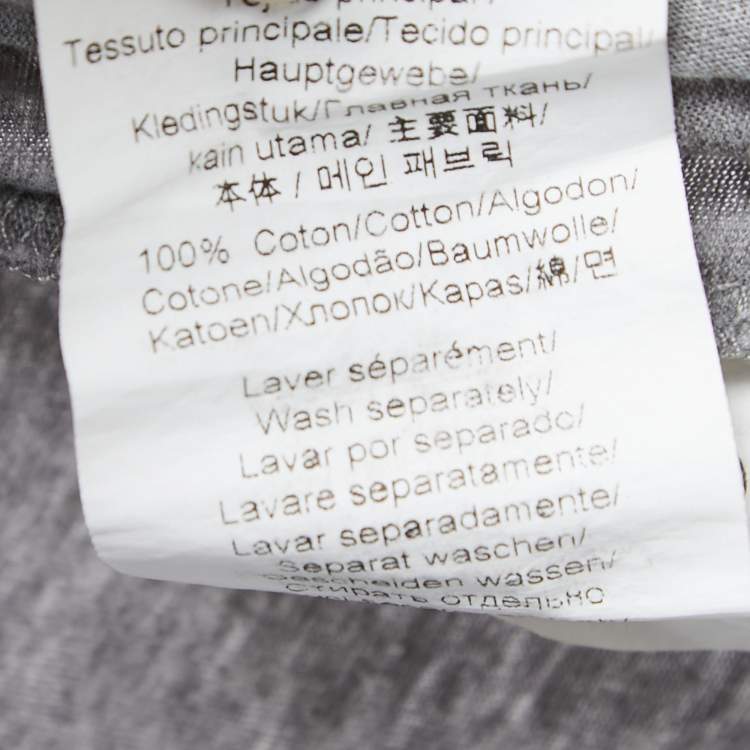 Tessuto principale/Tecido principal/
Hauptgewebe/
Kledingstuk/Главная ткань/
kain utama/ 主要面料/
本体 / 메인 패브릭
100% Coton/Cotton/Algodon/
Cotone/Algodão/Baumwolle/
Katoen/Хлопок/Kapas/綿/면
Laver séparément/
Wash separately/
Lavar por separado/
Lavare separatamente/
Lavar separadamente/
Separat waschen/
Gescheiden wassen/
Стирать отдельно